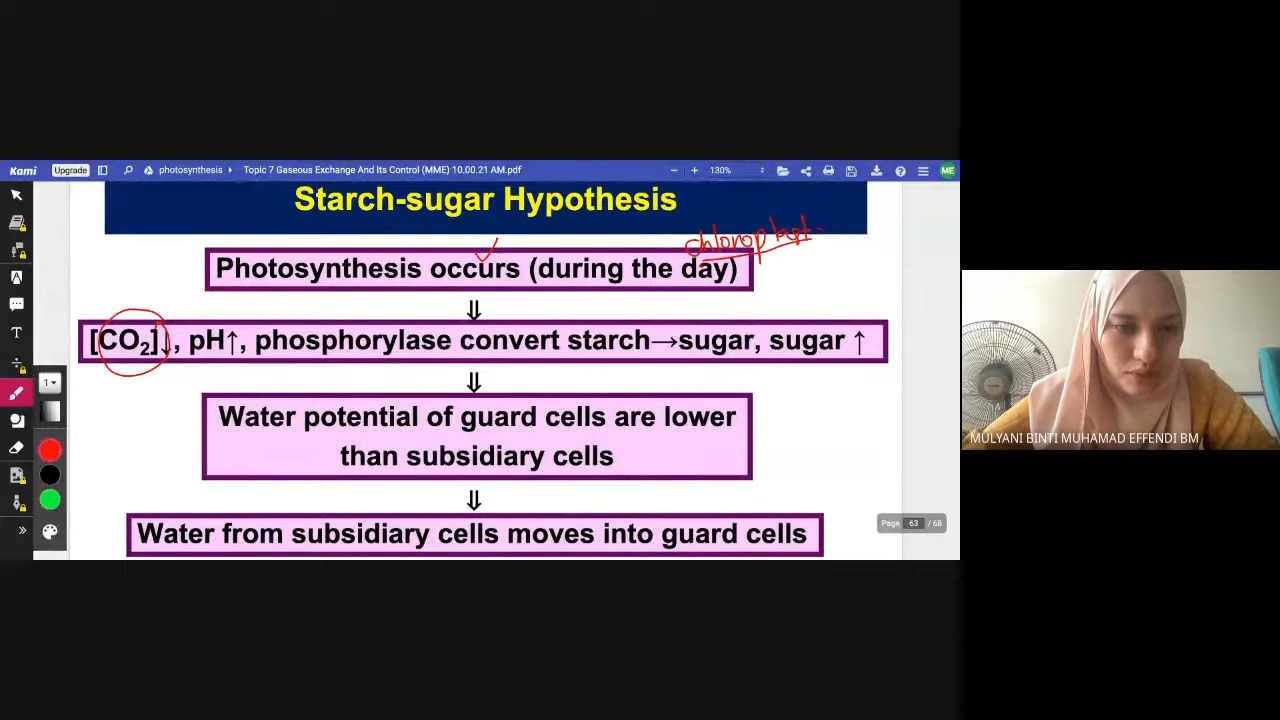 Kami
Upgrade
photosynthesis
Topic 7 Gaseous Exchange And Its Control (MME) 10.00.21 AM.pdf
130%
ME
Starch-sugar Hypothesis
Photosynthesis occurs (during the day)
⇓
[CO₂]↓, pH↑, phosphorylase convert starch→sugar, sugar ↑
⇓
Water potential of guard cells are lower
than subsidiary cells
⇓
Water from subsidiary cells moves into guard cells
Page 63 / 68
1
T
A
MULYANI BINTI MUHAMAD EFFENDI BM